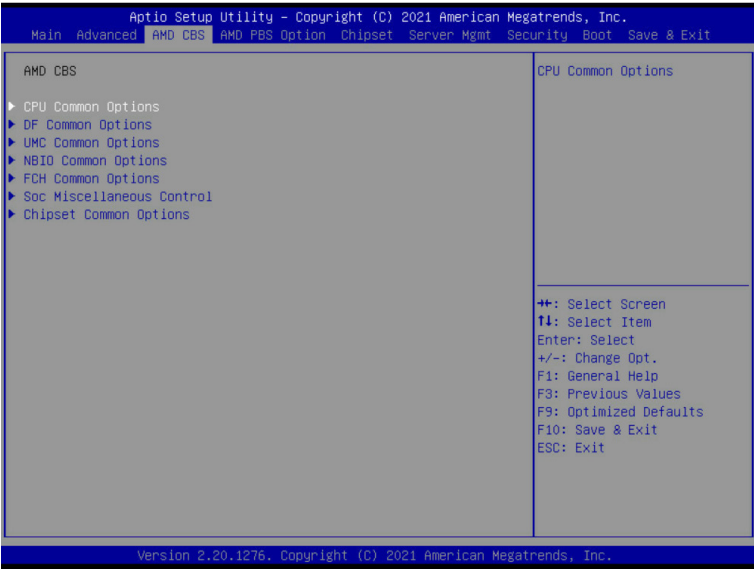 Aptio Setup Utility – Copyright (C) 2021 American Megatrends, Inc.
Main Advanced AMD CBS AMD PBS Option Chipset Server Mgmt Security Boot Save & Exit
AMD CBS
▶ CPU Common Options
▶ DF Common Options
▶ UMC Common Options
▶ NBIO Common Options
▶ FCH Common Options
▶ Soc Miscellaneous Control
▶ Chipset Common Options
CPU Common Options
→←: Select Screen
↑↓: Select Item
Enter: Select
+/-: Change Opt.
F1: General Help
F3: Previous Values
F9: Optimized Defaults
F10: Save & Exit
ESC: Exit
Version 2.20.1276. Copyright (C) 2021 American Megatrends, Inc.